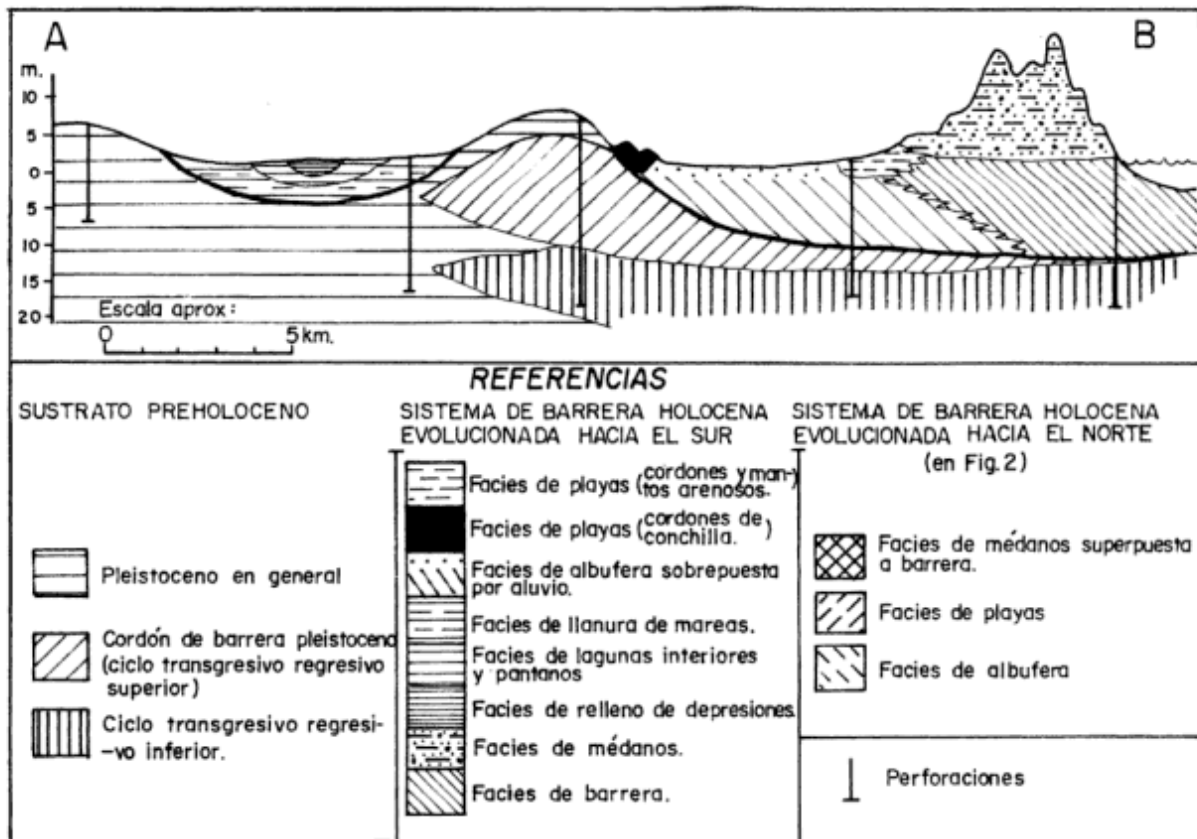 A
B
m.
10
5
0
5
10
15
20
Escala aprox:
0
5 km.
REFERENCIAS
SUSTRATO PREHOLOCENO
Pleistoceno en general
Cordón de barrera pleistocena
(ciclo transgresivo regresivo
superior)
Ciclo transgresivo regresi-
-vo inferior.
SISTEMA DE BARRERA HOLOCENA
EVOLUCIONADA HACIA EL SUR
Facies de playas (cordones y man-)
tos arenosos.
Facies de playas (cordones de)
conchilla.
Facies de albufera sobrepuesta
por aluvio.
Facies de llanura de mareas.
Facies de lagunas interiores
y pantanos
Facies de relleno de depresiones.
Facies de médanos.
Facies de barrera.
SISTEMA DE BARRERA HOLOCENA
EVOLUCIONADA HACIA EL NORTE
(en Fig. 2)
Facies de médanos superpuesta
a barrera.
Facies de playas
Facies de albufera
Perforaciones